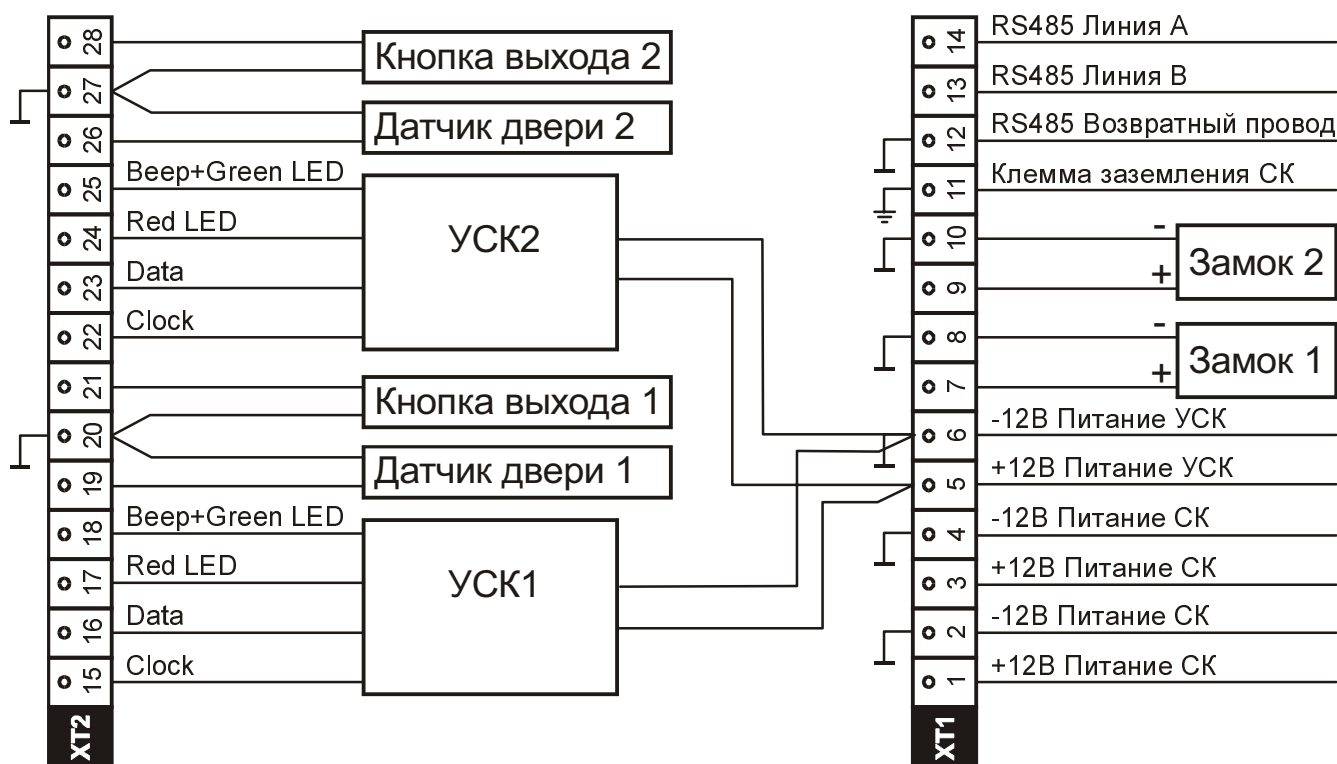 28
27
26
25
24
23
22
21
20
19
18
17
16
15
XT2
Кнопка выхода 2
Датчик двери 2
Beep+Green LED
Red LED
Data
Clock
УСК2
Кнопка выхода 1
Датчик двери 1
Beep+Green LED
Red LED
Data
Clock
УСК1
14
13
12
11
10
9
8
7
6
5
4
3
2
1
XT1
RS485 Линия А
RS485 Линия В
RS485 Возвратный провод
Клемма заземления СК
-
+
Замок 2
-
+
Замок 1
-12В Питание УСК
+12В Питание УСК
-12В Питание СК
+12В Питание СК
-12В Питание СК
+12В Питание СК